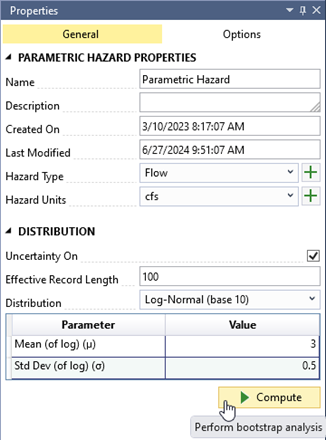 Properties
General Options
PARAMETRIC HAZARD PROPERTIES
Name Parametric Hazard
Description
Created On 3/10/2023 8:17:07 AM
Last Modified 6/27/2024 9:51:07 AM
Hazard Type Flow
Hazard Units cfs
DISTRIBUTION
Uncertainty On
Effective Record Length 100
Distribution Log-Normal (base 10)
Parameter Value
Mean (of log) (µ) 3
Std Dev (of log) (σ) 0.5
Compute
Perform bootstrap analysis